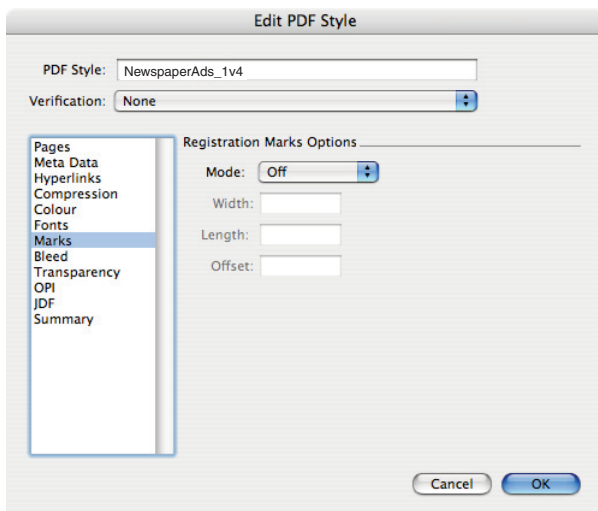 Edit PDF Style
PDF Style: NewspaperAds_1v4
Verification: None
Pages
Meta Data
Hyperlinks
Compression
Colour
Fonts
Marks
Bleed
Transparency
OPI
JDF
Summary
Registration Marks Options
Mode: Off
Width:
Length:
Offset:
Cancel OK